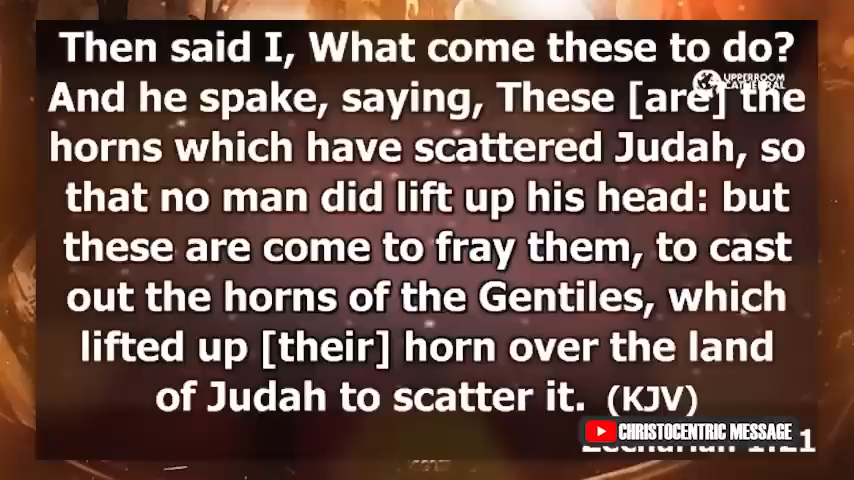 Then said I, What come these to do?
UPPERROOM
CATHEDRAL
And he spake, saying, These [are] the
horns which have scattered Judah, so
that no man did lift up his head: but
these are come to fray them, to cast
out the horns of the Gentiles, which
lifted up [their] horn over the land
of Judah to scatter it. (KJV)
CHRISTOCENTRIC MESSAGE
Zechariah 1:21